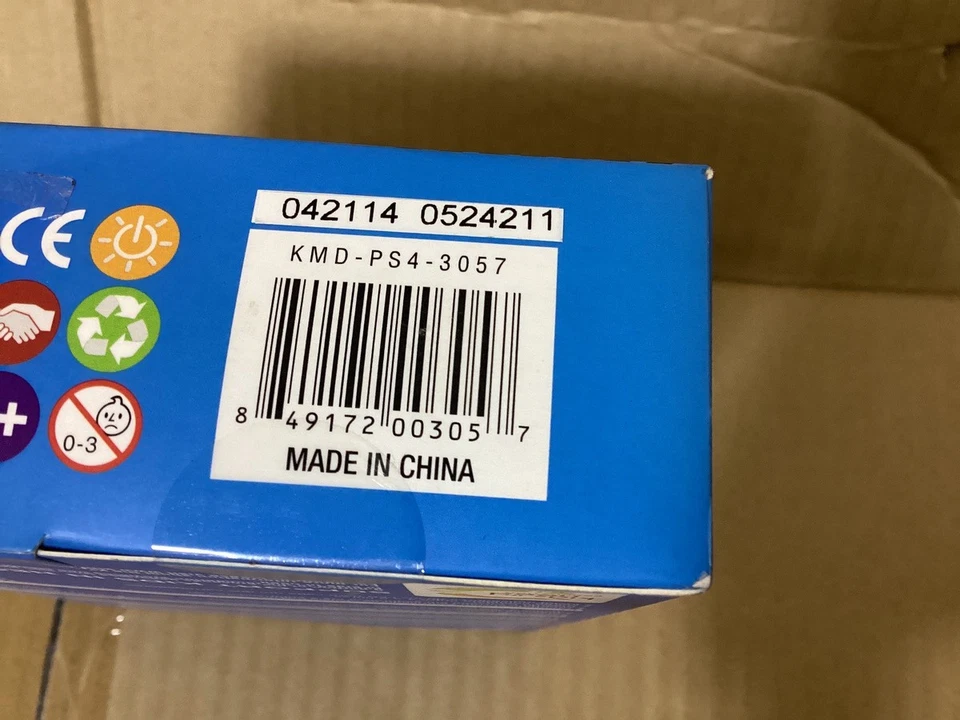 042114 0524211
KMD-PS4-3057
8 49172 00305 7
MADE IN CHINA
CE
+
0-3